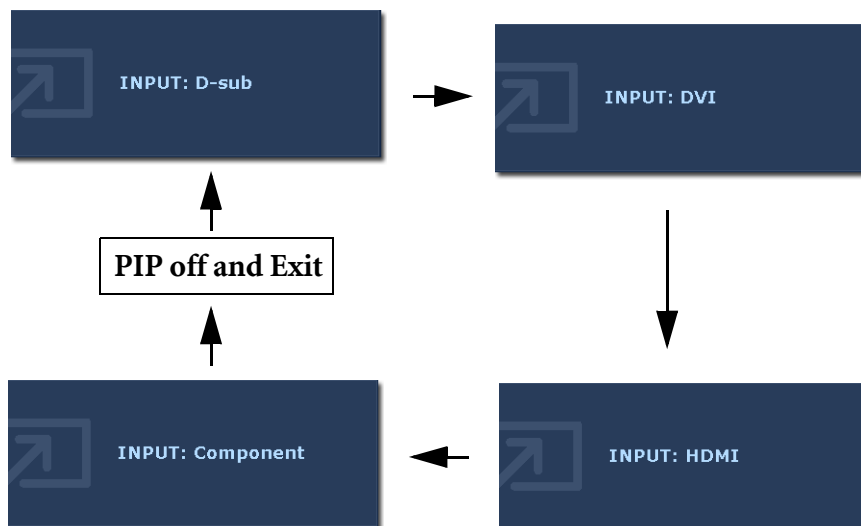 INPUT: D-sub
INPUT: DVI
PIP off and Exit
INPUT: Component
INPUT: HDMI